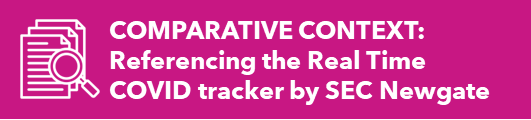 COMPARATIVE CONTEXT:
Referencing the Real Time
COVID tracker by SEC Newgate